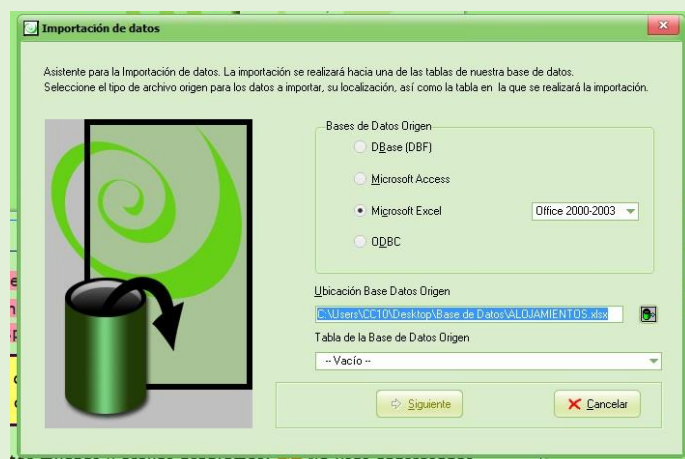 Importación de datos
Asistente para la Importación de datos. La importación se realizará hacia una de las tablas de nuestra base de datos.
Seleccione el tipo de archivo origen para los datos a importar, su localización, así como la tabla en la que se realizará la importación.
Bases de Datos Origen
DBase (DBF)
Microsoft Access
Microsoft Excel Office 2000-2003
ODBC
Ubicación Base Datos Origen
C:\Users\CC10\Desktop\Base de Datos\ALOJAMIENTOS.xlsx
Tabla de la Base de Datos Origen
-- Vacío --
Siguiente Cancelar